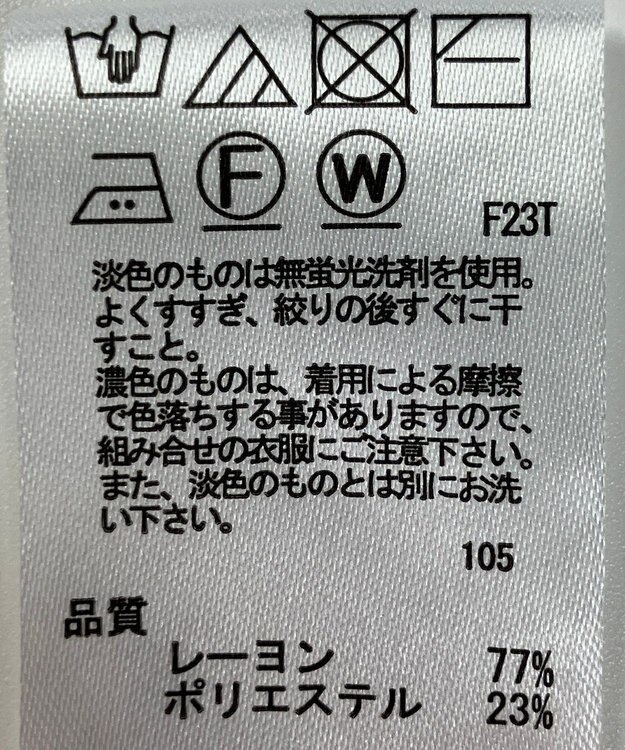 F W
F23T
淡色のものは無蛍光洗剤を使用。
よくすすぎ、絞りの後すぐに干
すこと。
濃色のものは、着用による摩擦
で色落ちする事がありますので、
組み合せの衣服にご注意下さい。
また、淡色のものとは別にお洗
い下さい。
105
品質
レーヨン 77%
ポリエステル 23%